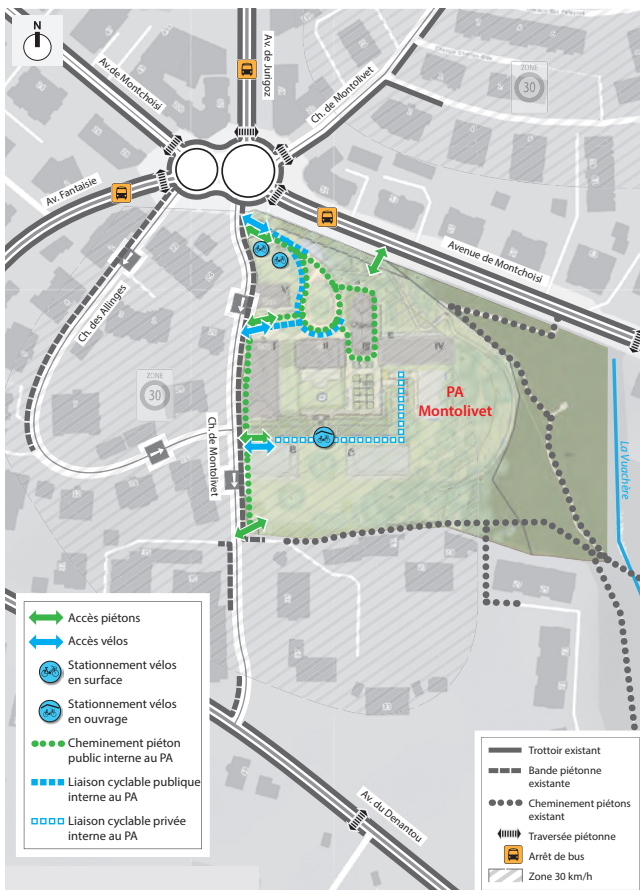 N
Av. de Montchoisi
Av. de Jurigoz
Ch. de Montolivet
ZONE
30
Av. Fantaisie
Avenue de Montchoisi
Ch. des Allinges
ZONE
30
PA
Montolivet
La Vuachère
Ch. de Montolivet
Av. du Denantou
Accès piétons
Accès vélos
Stationnement vélos
en surface
Stationnement vélos
en ouvrage
Cheminement piéton
public interne au PA
Liaison cyclable publique
interne au PA
Liaison cyclable privée
interne au PA
Trottoir existant
Bande piétonne
existante
Cheminement piétons
existant
Traversée piétonne
Arrêt de bus
Zone 30 km/h